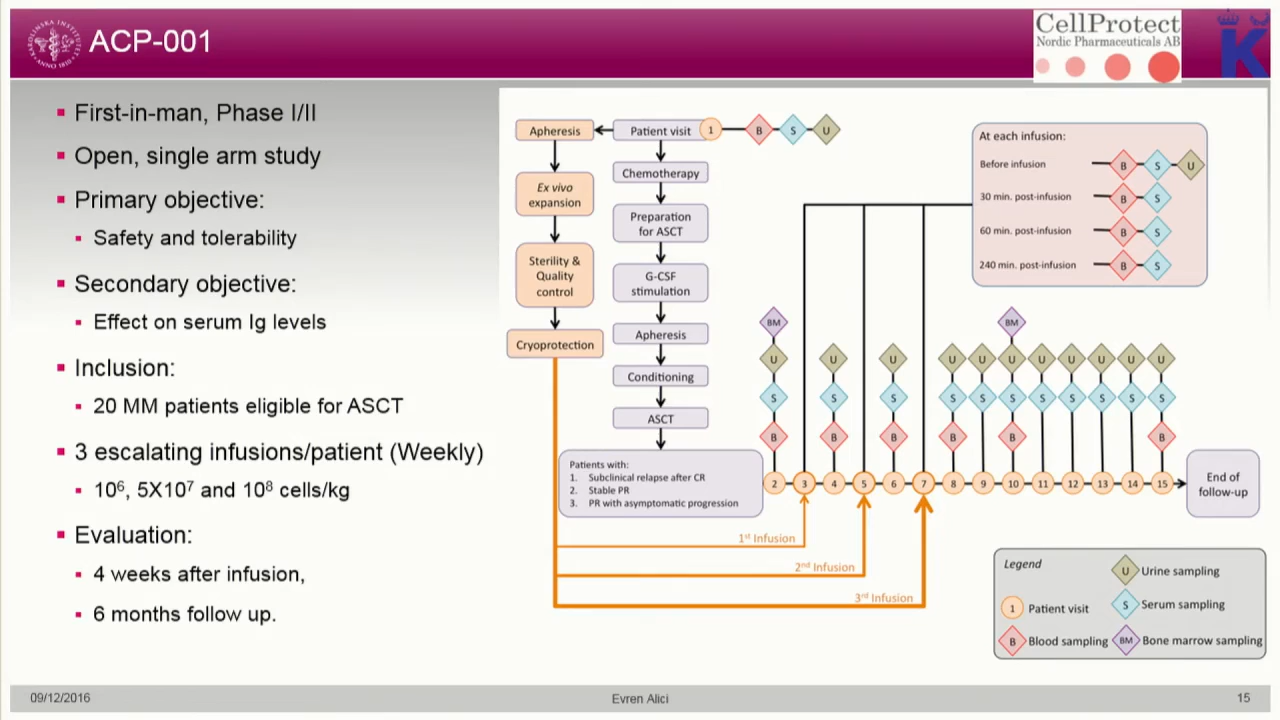 ACP-001
CellProtect
Nordic Pharmaceuticals AB
K
First-in-man, Phase I/II
Open, single arm study
Primary objective:
Safety and tolerability
Secondary objective:
Effect on serum Ig levels
Inclusion:
20 MM patients eligible for ASCT
3 escalating infusions/patient (Weekly)
10⁶, 5X10⁷ and 10⁸ cells/kg
Evaluation:
4 weeks after infusion,
6 months follow up.
Apheresis
Patient visit
1
B
S
U
Ex vivo
expansion
Sterility &
Quality
control
Cryoprotection
Chemotherapy
Preparation
for ASCT
G-CSF
stimulation
Apheresis
Conditioning
ASCT
Patients with:
1. Subclinical relapse after CR
2. Stable PR
3. PR with asymptomatic progression
At each infusion:
Before infusion B S U
30 min. post-infusion B S
60 min. post-infusion B S
240 min. post-infusion B S
BM BM
U U U U U U U U U U U
S S S S S S S S S S S
B B B B B B
2 3 4 5 6 7 8 9 10 11 12 13 14 15
End of
follow-up
1st Infusion
2nd Infusion
3rd Infusion
Legend
U Urine sampling
1 Patient visit
S Serum sampling
B Blood sampling
BM Bone marrow sampling
09/12/2016
Evren Alici
15